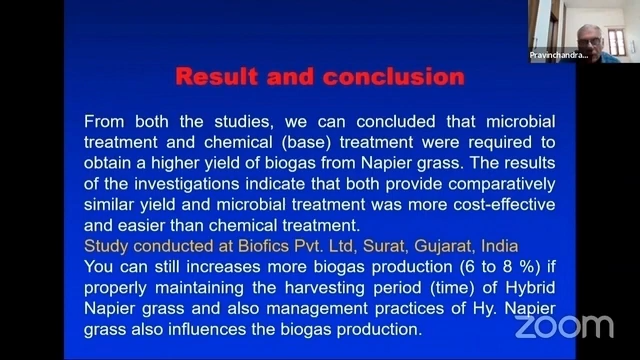 Pravinchandra...
Result and conclusion
From both the studies, we can concluded that microbial
treatment and chemical (base) treatment were required to
obtain a higher yield of biogas from Napier grass. The results
of the investigations indicate that both provide comparatively
similar yield and microbial treatment was more cost-effective
and easier than chemical treatment.
Study conducted at Biofics Pvt. Ltd, Surat, Gujarat, India
You can still increases more biogas production (6 to 8 %) if
properly maintaining the harvesting period (time) of Hybrid
Napier grass and also management practices of Hy. Napier
grass also influences the biogas production.
zoom